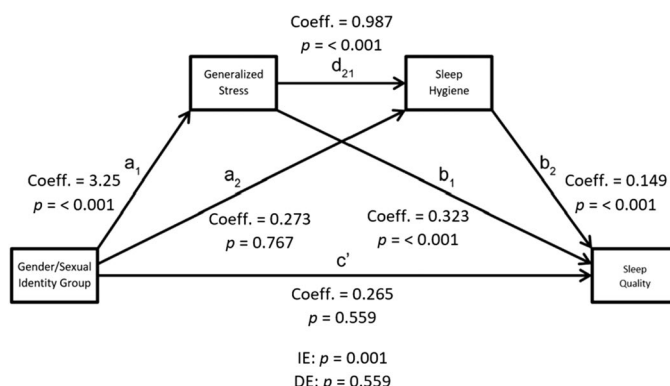 Coeff. = 0.987
p = < 0.001
d21
Generalized
Stress
Sleep
Hygiene
a1
Coeff. = 3.25
p = < 0.001
a2
Coeff. = 0.273
p = 0.767
b1
Coeff. = 0.323
p = < 0.001
b2
Coeff. = 0.149
p = < 0.001
Gender/Sexual
Identity Group
c'
Sleep
Quality
Coeff. = 0.265
p = 0.559
IE: p = 0.001
DE: p = 0.559